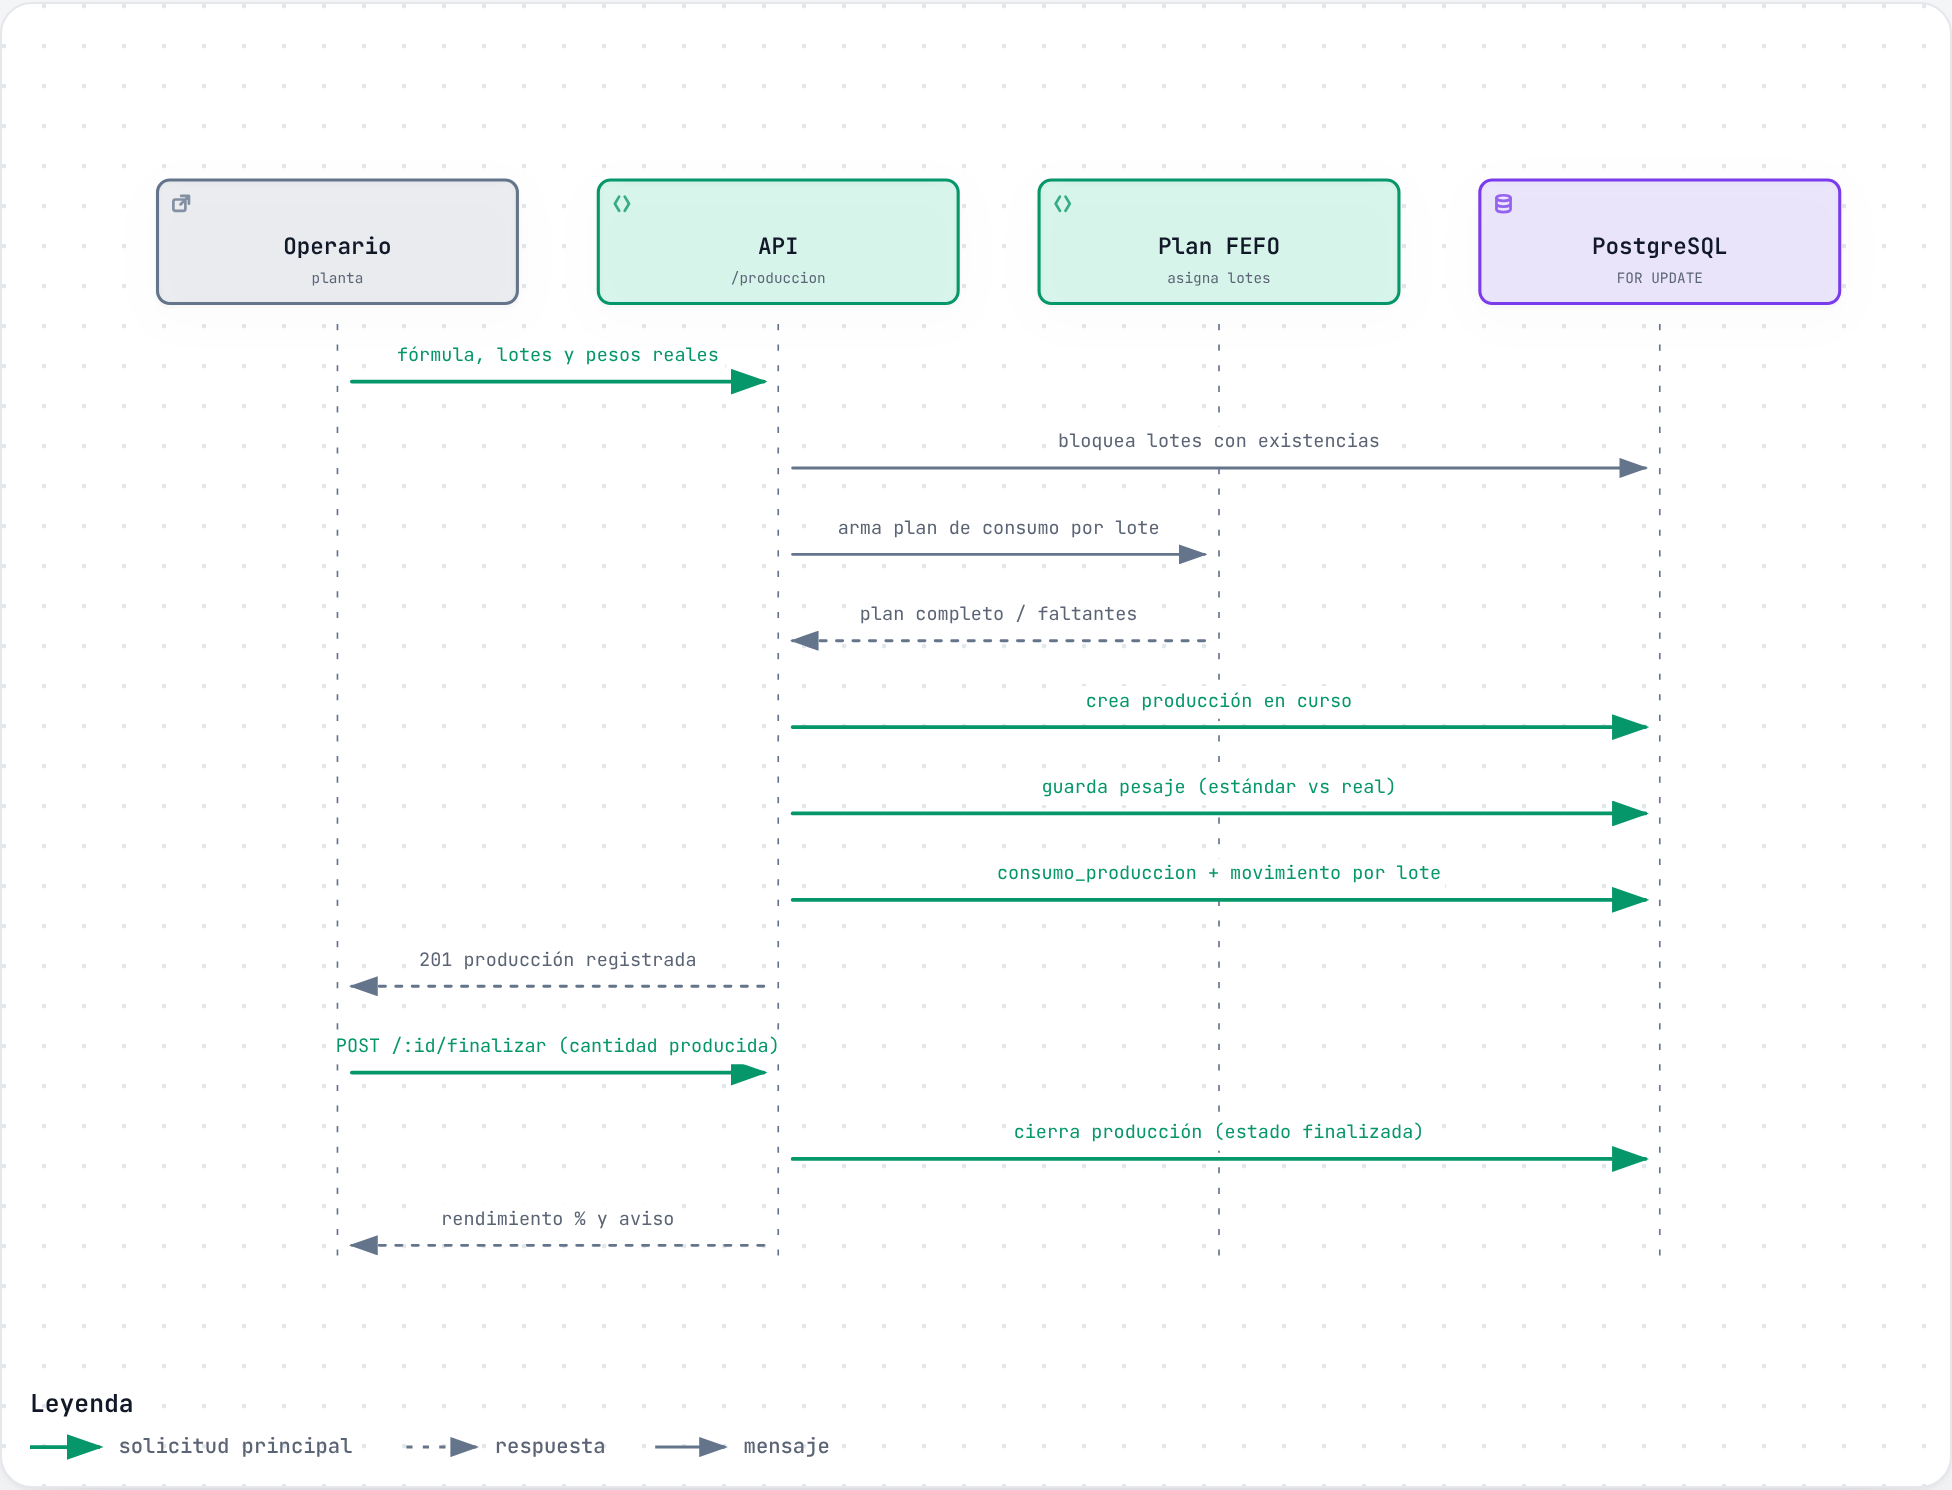 Operario
planta
API
/produccion
Plan FEFO
asigna lotes
PostgreSQL
FOR UPDATE
fórmula, lotes y pesos reales
bloquea lotes con existencias
arma plan de consumo por lote
plan completo / faltantes
crea producción en curso
guarda pesaje (estándar vs real)
consumo_produccion + movimiento por lote
201 producción registrada
POST /:id/finalizar (cantidad producida)
cierra producción (estado finalizada)
rendimiento % y aviso
Leyenda
solicitud principal
respuesta
mensaje